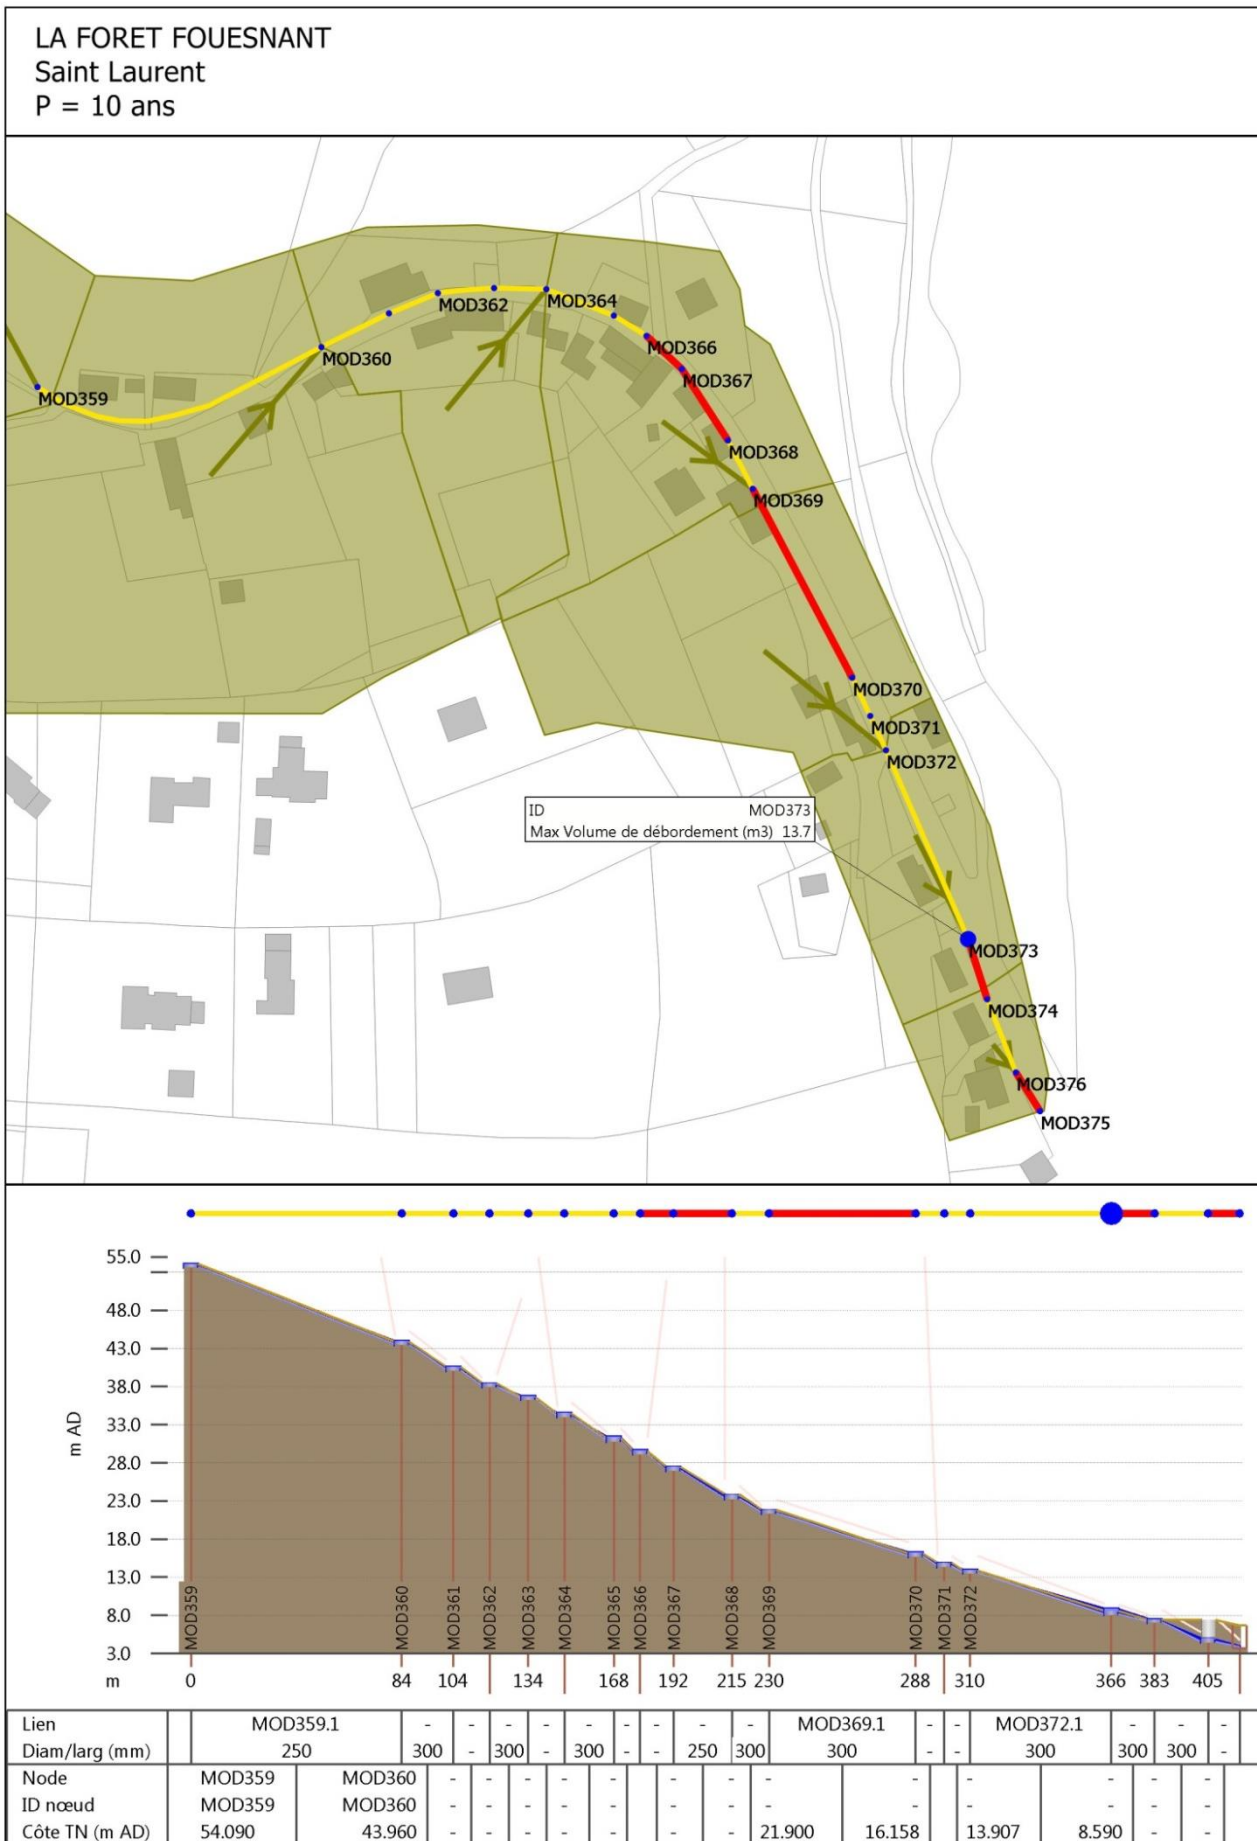 LA FORET FOUESNANT
Saint Laurent
P = 10 ans
MOD362
MOD364
MOD360
MOD366
MOD367
MOD359
MOD368
MOD369
MOD370
MOD371
MOD372
ID MOD373
Max Volume de débordement (m3) 13.7
MOD373
MOD374
MOD376
MOD375
55.0
48.0
43.0
38.0
33.0
28.0
23.0
18.0
13.0
8.0
3.0
m AD
MOD359 MOD360 MOD361 MOD362 MOD363 MOD364 MOD365 MOD366 MOD367 MOD368 MOD369 MOD370 MOD371 MOD372
m 0 84 104 134 168 192 215 230 288 310 366 383 405
Lien MOD359.1 - - - - - - - - - MOD369.1 - - MOD372.1 - - -
Diam/larg (mm) 250 300 - 300 - 300 - - 250 300 300 - - 300 300 300 -
Node MOD359 MOD360 - - - - - - - - - - - - - - -
ID nœud MOD359 MOD360 - - - - - - - - - - - - - - -
Côte TN (m AD) 54.090 43.960 - - - - - - - - 21.900 16.158 - 13.907 8.590 - - -